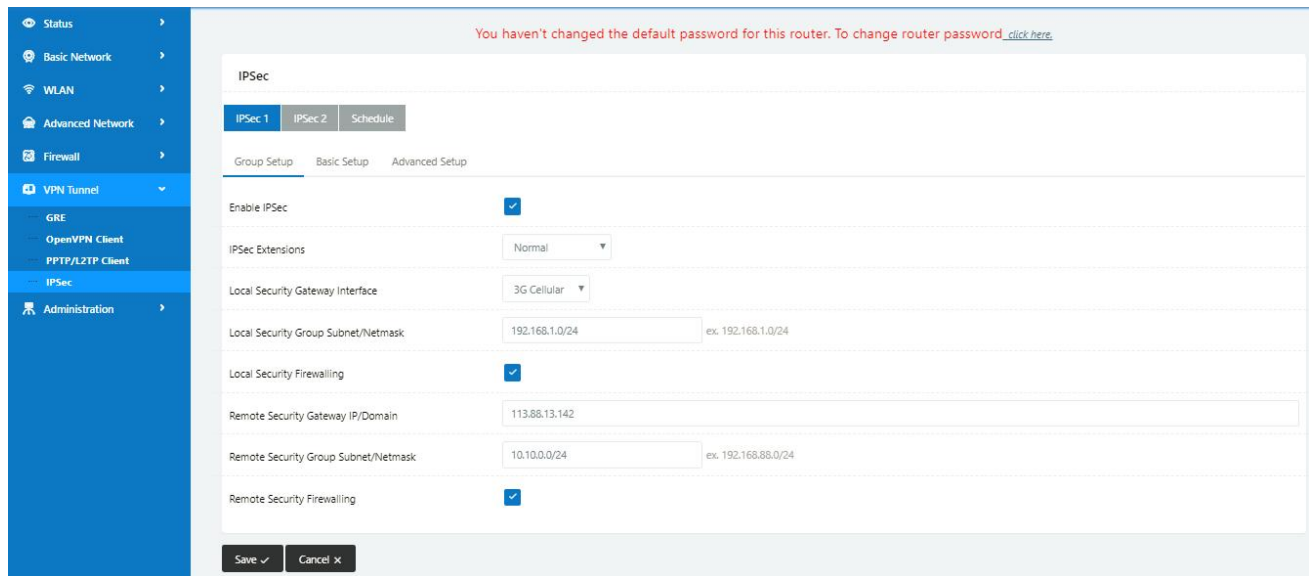 Status
Basic Network
WLAN
Advanced Network
Firewall
VPN Tunnel
GRE
OpenVPN Client
PPTP/L2TP Client
IPSec
Administration
You haven't changed the default password for this router. To change router password click here.
IPSec
IPSec 1 IPSec 2 Schedule
Group Setup Basic Setup Advanced Setup
Enable IPSec
IPSec Extensions Normal
Local Security Gateway Interface 3G Cellular
Local Security Group Subnet/Netmask 192.168.1.0/24 ex. 192.168.1.0/24
Local Security Firewalling
Remote Security Gateway IP/Domain 113.88.13.142
Remote Security Group Subnet/Netmask 10.10.0.0/24 ex. 192.168.88.0/24
Remote Security Firewalling
Save Cancel